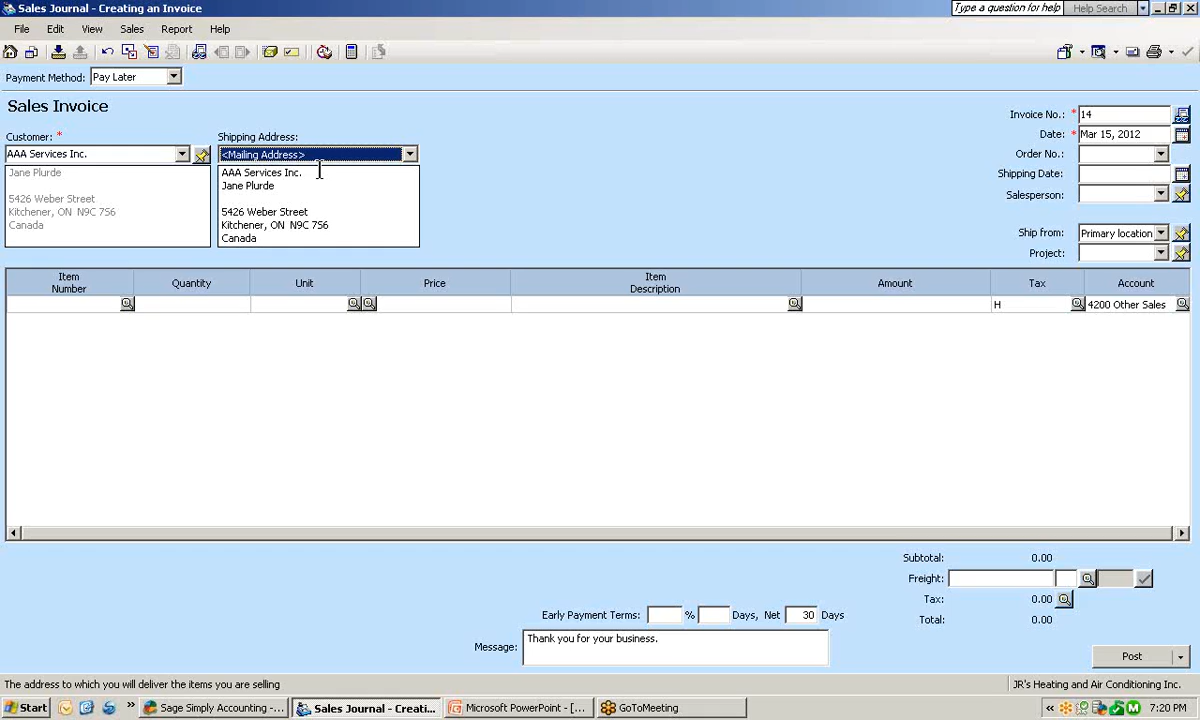 Sales Journal - Creating an Invoice
Type a question for help
Help Search
File Edit View Sales Report Help
Payment Method: Pay Later
Sales Invoice
Customer: *
AAA Services Inc.
Jane Plurde
5426 Weber Street
Kitchener, ON N9C 7S6
Canada
Shipping Address:
<Mailing Address>
AAA Services Inc.
Jane Plurde
5426 Weber Street
Kitchener, ON N9C 7S6
Canada
Invoice No.: * 14
Date: * Mar 15, 2012
Order No.:
Shipping Date:
Salesperson:
Ship from: Primary location
Project:
Item Number Quantity Unit Price Item Description Amount Tax Account
H 4200 Other Sales
Subtotal: 0.00
Freight:
Tax: 0.00
Total: 0.00
Early Payment Terms: % Days, Net 30 Days
Message: Thank you for your business.
Post
The address to which you will deliver the items you are selling
JR's Heating and Air Conditioning Inc.
Start
»
Sage Simply Accounting -...
Sales Journal - Creati...
Microsoft PowerPoint - [...
GoToMeeting
«
7:20 PM